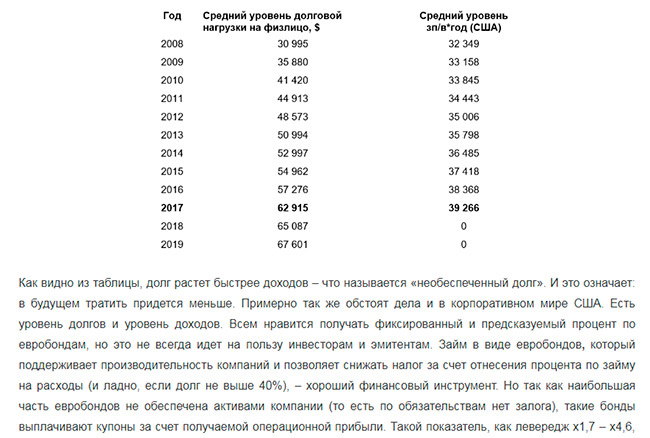 Год Средний уровень долговой Средний уровень
нагрузки на физлицо, $ зп/в*год (США)
2008 30 995 32 349
2009 35 880 33 158
2010 41 420 33 845
2011 44 913 34 443
2012 48 573 35 006
2013 50 994 35 798
2014 52 997 36 485
2015 54 962 37 418
2016 57 276 38 368
2017 62 915 39 266
2018 65 087 0
2019 67 601 0
Как видно из таблицы, долг растет быстрее доходов – что называется «необеспеченный долг». И это означает:
в будущем тратить придется меньше. Примерно так же обстоят дела и в корпоративном мире США. Есть
уровень долгов и уровень доходов. Всем нравится получать фиксированный и предсказуемый процент по
евробондам, но это не всегда идет на пользу инвесторам и эмитентам. Займ в виде евробондов, который
поддерживает производительность компаний и позволяет снижать налог за счет отнесения процента по займу
на расходы (и ладно, если долг не выше 40%), – хороший финансовый инструмент. Но так как наибольшая
часть евробондов не обеспечена активами компании (то есть по обязательствам нет залога), такие бонды
выплачивают купоны за счет получаемой операционной прибыли. Такой показатель, как левередж х1,7 – х4,6,